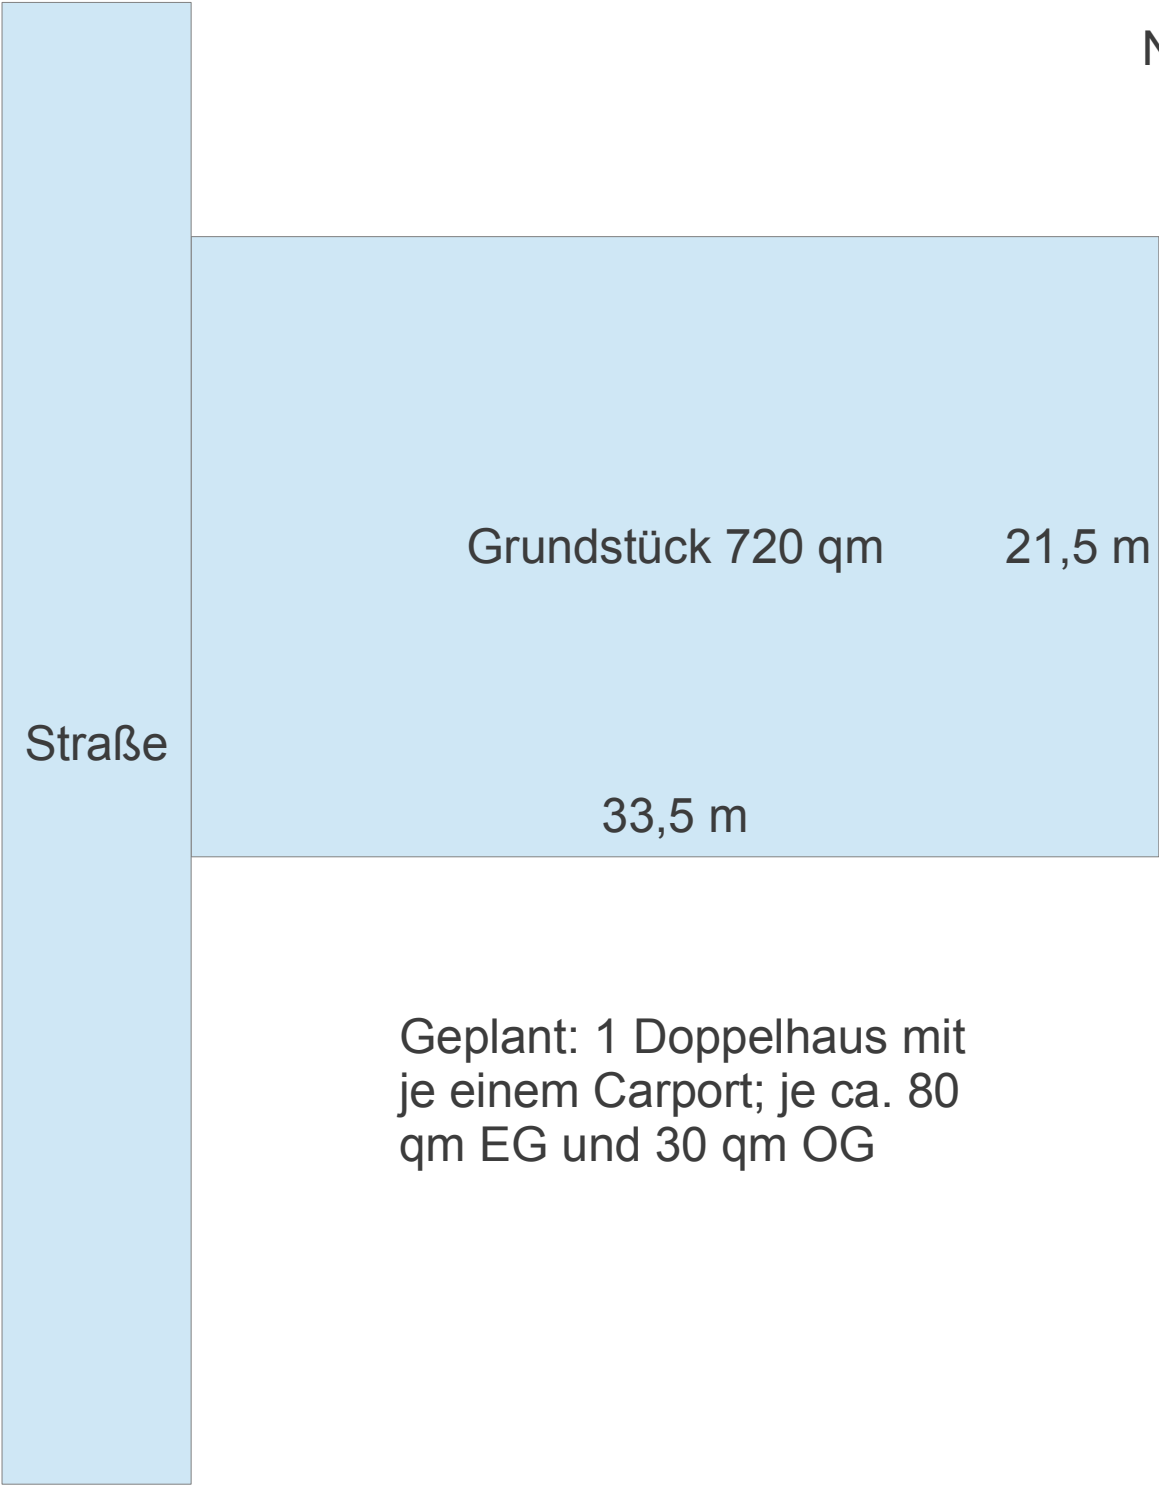 N
Grundstück 720 qm
21,5 m
Straße
33,5 m
Geplant: 1 Doppelhaus mit
je einem Carport; je ca. 80
qm EG und 30 qm OG